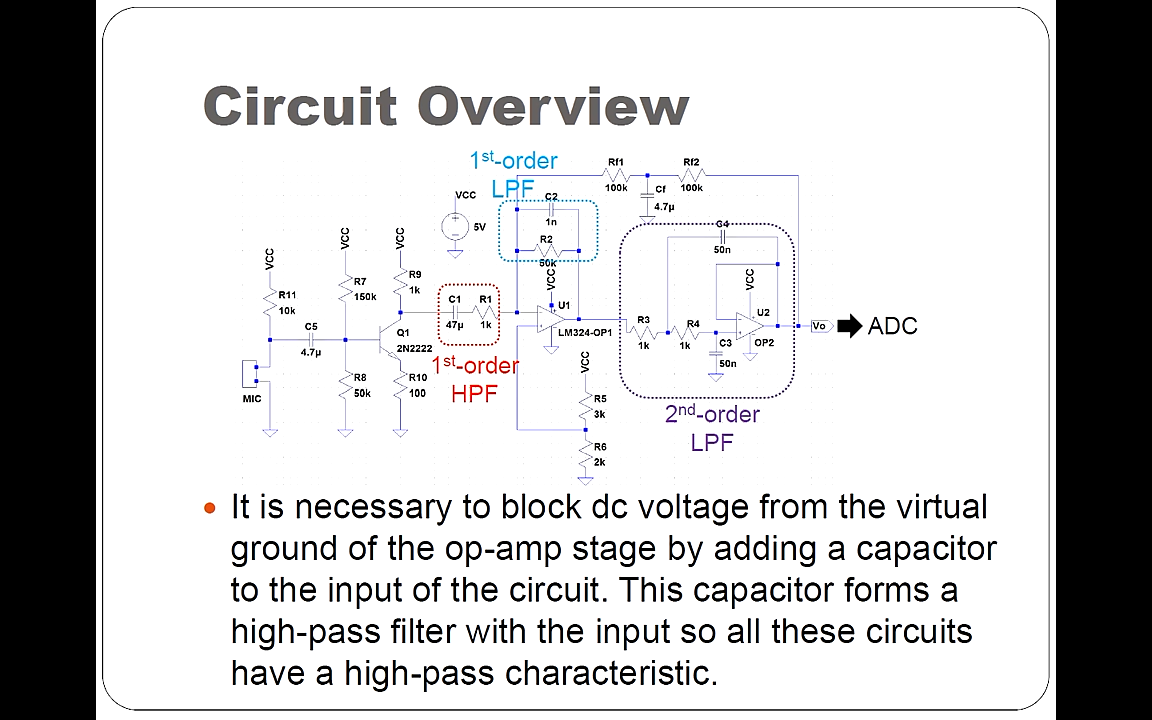 Circuit Overview
1st-order
LPF
Rf1
Rf2
100k
100k
Cf
4.7µ
VCC
5V
C2
1n
R2
50k
C4
50n
VCC
VCC
VCC
VCC
VCC
R11
10k
R7
150k
R9
1k
C1
R1
47µ
1k
U1
LM324-OP1
U2
OP2
C5
4.7µ
Q1
2N2222
R3
1k
R4
1k
C3
50n
Vo
ADC
MIC
R8
50k
R10
100
1st-order
HPF
VCC
R5
3k
R6
2k
2nd-order
LPF
• It is necessary to block dc voltage from the virtual
ground of the op-amp stage by adding a capacitor
to the input of the circuit. This capacitor forms a
high-pass filter with the input so all these circuits
have a high-pass characteristic.